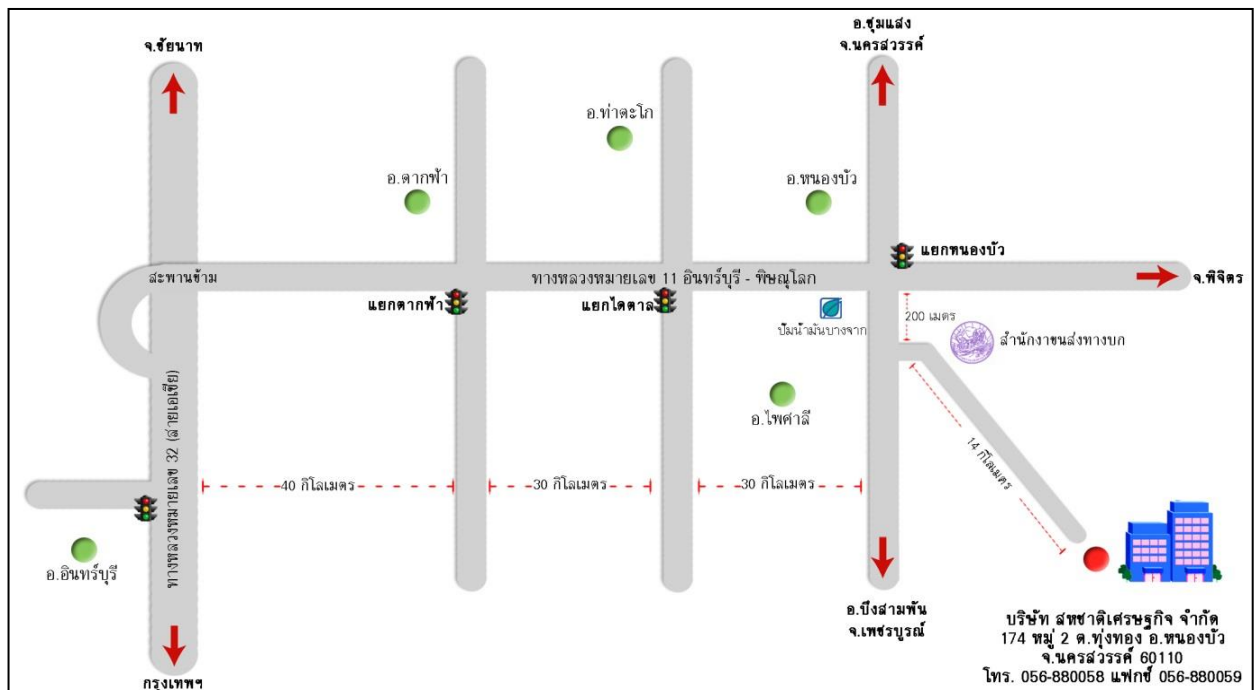 จ.ชัยนาท
อ.ชุมแสง
จ.นครสวรรค์
อ.ท่าตะโก
อ.ตากฟ้า
อ.หนองบัว
แยกหนองบัว
สะพานข้าม
ทางหลวงหมายเลข 11 อินทร์บุรี - พิษณุโลก
จ.พิจิตร
แยกตากฟ้า
แยกไดตาล
ปั้มน้ำมันบางจาก
200 เมตร
สำนักงาขนส่งทางบก
ทางหลวงหมายเลข 32 (สายเอเซีย)
อ.ไพศาลี
14 กิโลเมตร
40 กิโลเมตร
30 กิโลเมตร
30 กิโลเมตร
อ.อินทร์บุรี
กรุงเทพฯ
อ.บึงสามพัน
จ.เพชรบูรณ์
บริษัท สหชาติเศรษฐกิจ จำกัด
174 หมู่ 2 ต.ทุ่งทอง อ.หนองบัว
จ.นครสวรรค์ 60110
โทร. 056-880058 แฟกซ์ 056-880059